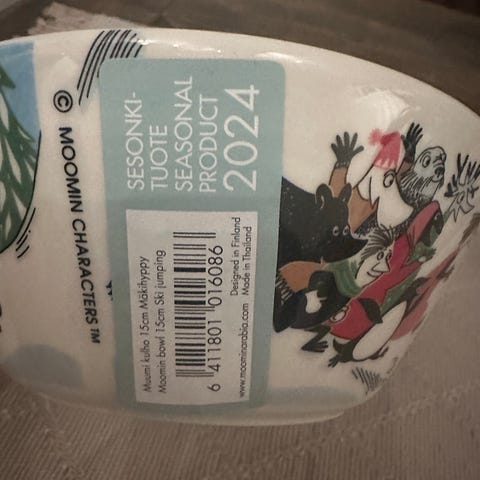 © MOOMIN CHARACTERS™
SESONKI-
TUOTE
SEASONAL
PRODUCT
2024
Muumi kulho 15cm Mäkihyppy
Moomin bowl 15cm Ski jumping
6 411801 016086
Designed in Finland
www.moominarabia.com Made in Thailand